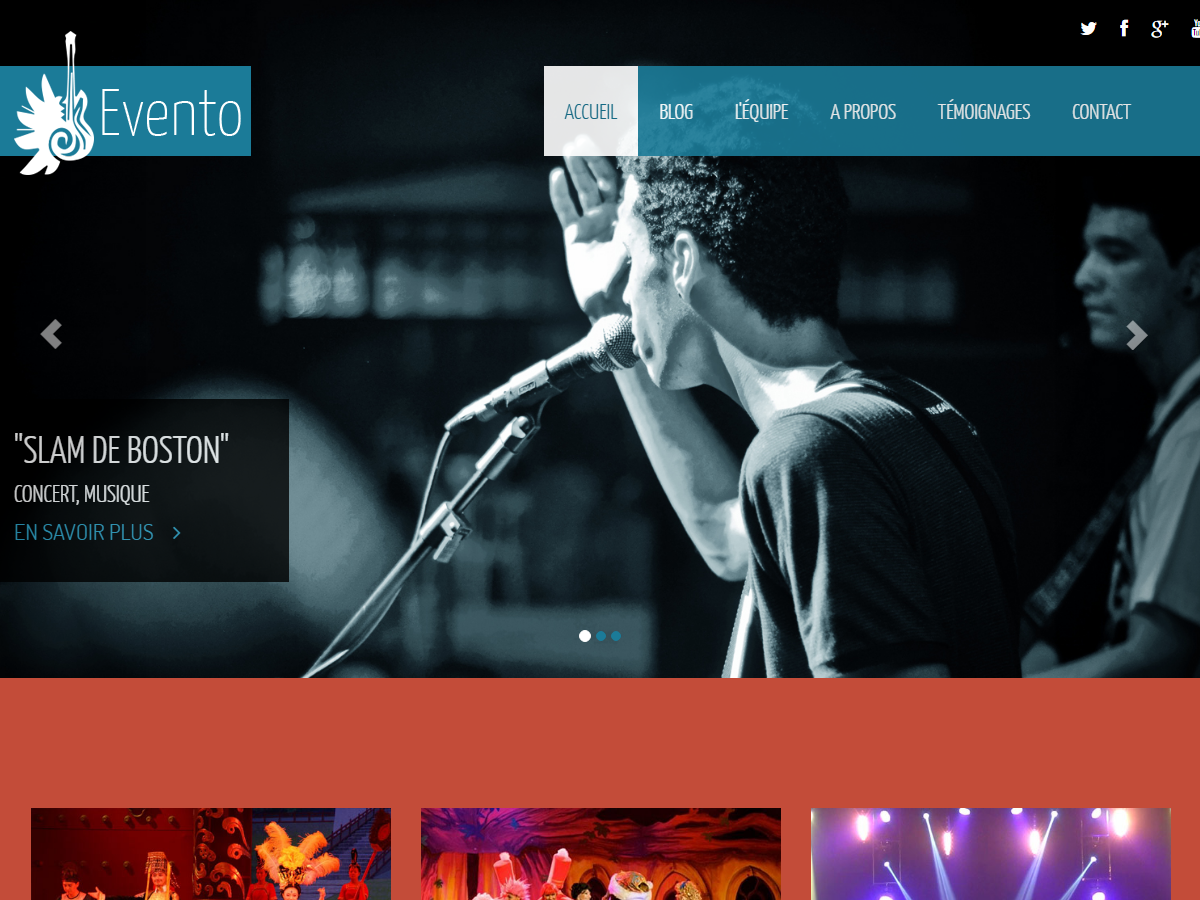 Evento
ACCUEIL
BLOG
L'ÉQUIPE
A PROPOS
TÉMOIGNAGES
CONTACT
"SLAM DE BOSTON"
CONCERT, MUSIQUE
EN SAVOIR PLUS